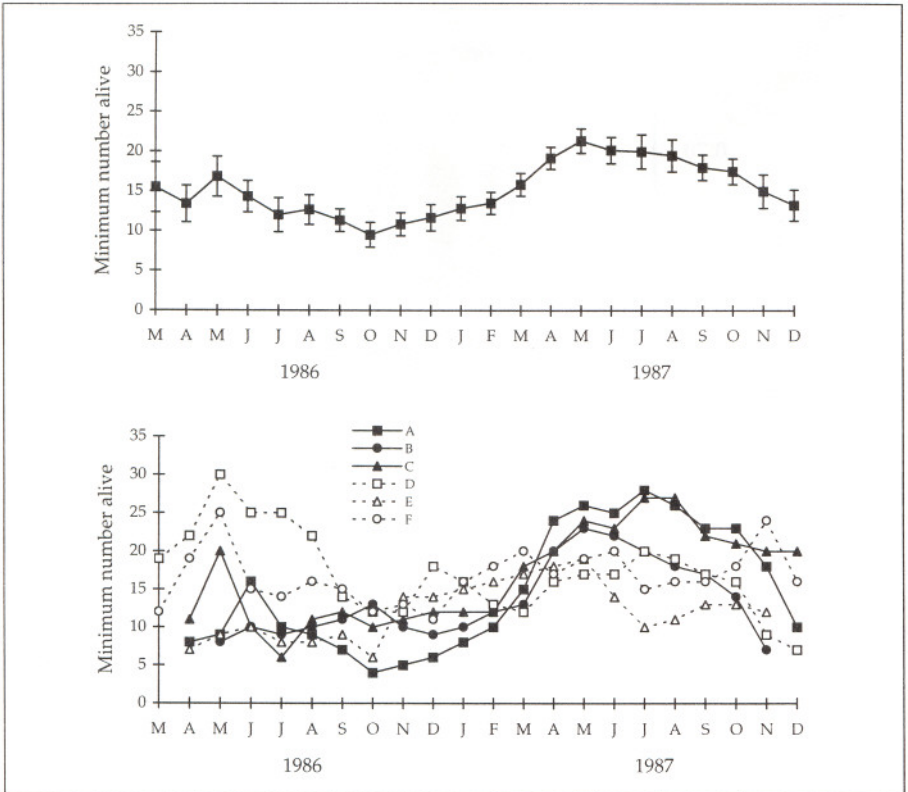 Minimum number alive
35
30
25
20
15
10
5
0
M A M J J A S O N D J F M A M J J A S O N D
1986 1987
Minimum number alive
35
30
25
20
15
10
5
0
A
B
C
D
E
F
M A M J J A S O N D J F M A M J J A S O N D
1986 1987